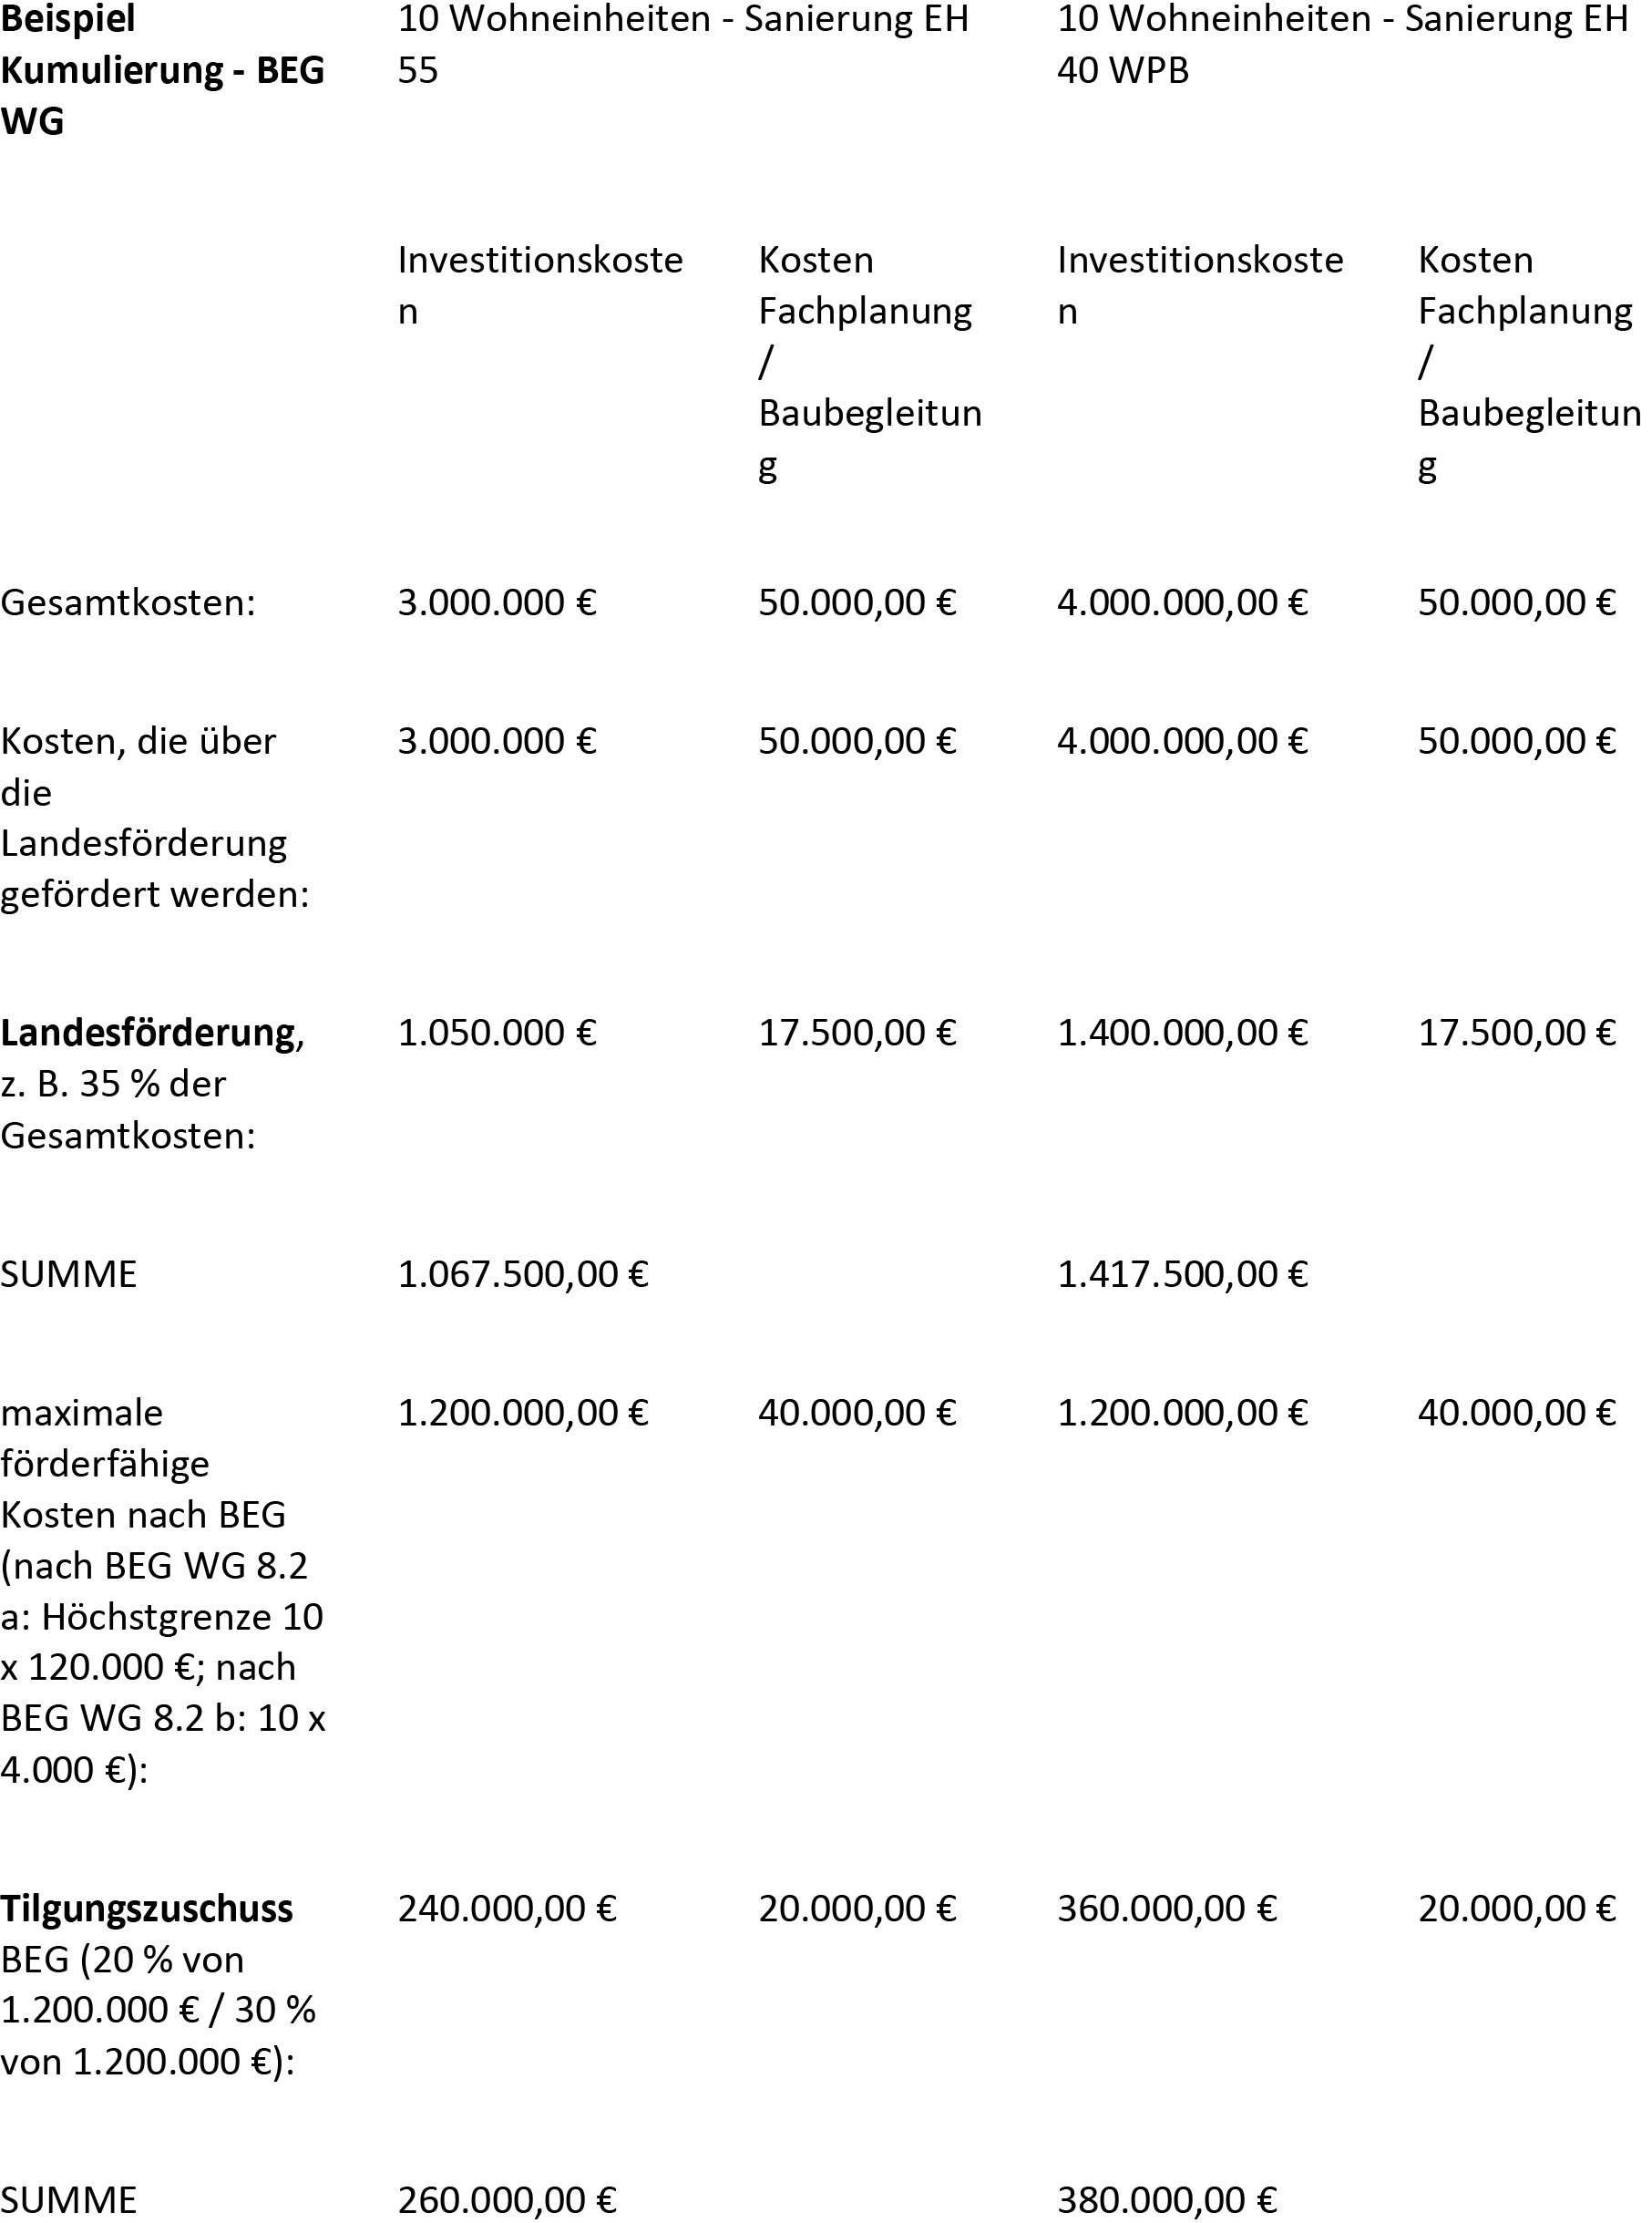 Beispiel 10 Wohneinheiten - Sanierung EH 10 Wohneinheiten - Sanierung EH
Kumulierung - BEG 55 40 WPB
WG
Investitionskoste Kosten Investitionskoste Kosten
n Fachplanung n Fachplanung
/ /
Baubegleitun Baubegleitun
g g
Gesamtkosten: 3.000.000 € 50.000,00 € 4.000.000,00 € 50.000,00 €
Kosten, die über 3.000.000 € 50.000,00 € 4.000.000,00 € 50.000,00 €
die
Landesförderung
gefördert werden:
Landesförderung, 1.050.000 € 17.500,00 € 1.400.000,00 € 17.500,00 €
z. B. 35 % der
Gesamtkosten:
SUMME 1.067.500,00 € 1.417.500,00 €
maximale 1.200.000,00 € 40.000,00 € 1.200.000,00 € 40.000,00 €
förderfähige
Kosten nach BEG
(nach BEG WG 8.2
a: Höchstgrenze 10
x 120.000 €; nach
BEG WG 8.2 b: 10 x
4.000 €):
Tilgungszuschuss 240.000,00 € 20.000,00 € 360.000,00 € 20.000,00 €
BEG (20 % von
1.200.000 € / 30 %
von 1.200.000 €):
SUMME 260.000,00 € 380.000,00 €